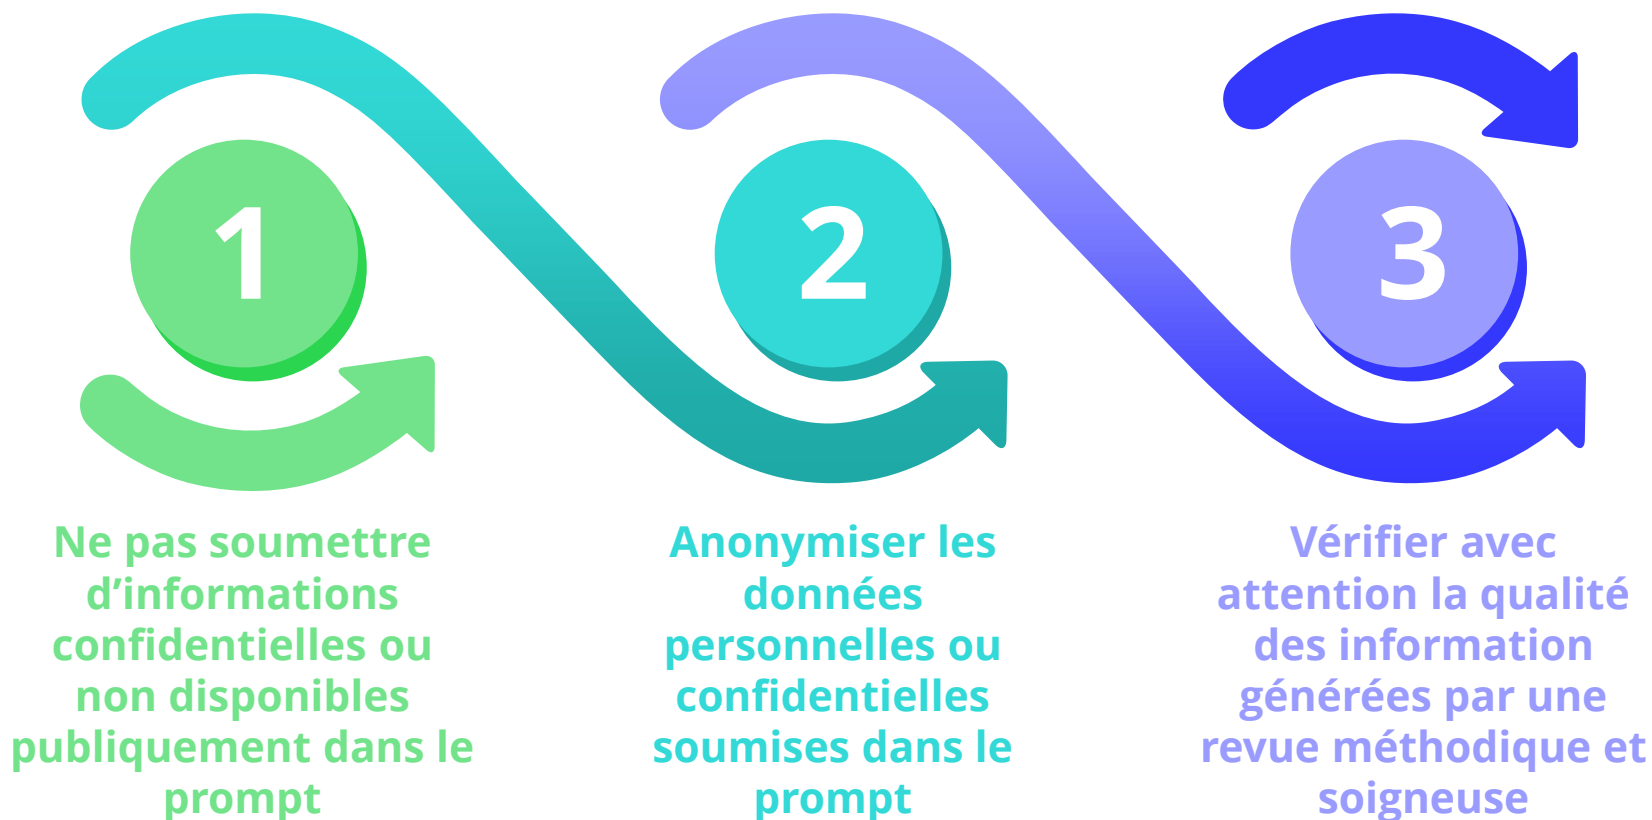 1
Ne pas soumettre
d’informations
confidentielles ou
non disponibles
publiquement dans le
prompt
2
Anonymiser les
données
personnelles ou
confidentielles
soumises dans le
prompt
3
Vérifier avec
attention la qualité
des information
générées par une
revue méthodique et
soigneuse